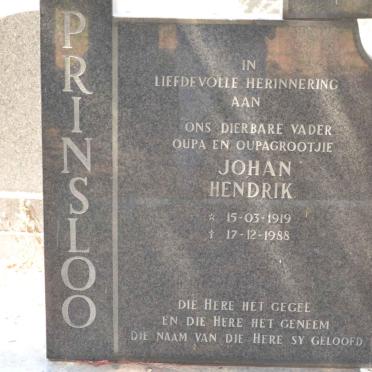 PRINSLOO
IN
LIEFDEVOLLE HERINNERING
AAN
ONS DIERBARE VADER
OUPA EN OUPAGROOTJIE
JOHAN
HENDRIK
☆ 15-03-1919
† 17-12-1988
DIE HERE HET GEGEE
EN DIE HERE HET GENEEM
DIE NAAM VAN DIE HERE SY GELOOFD